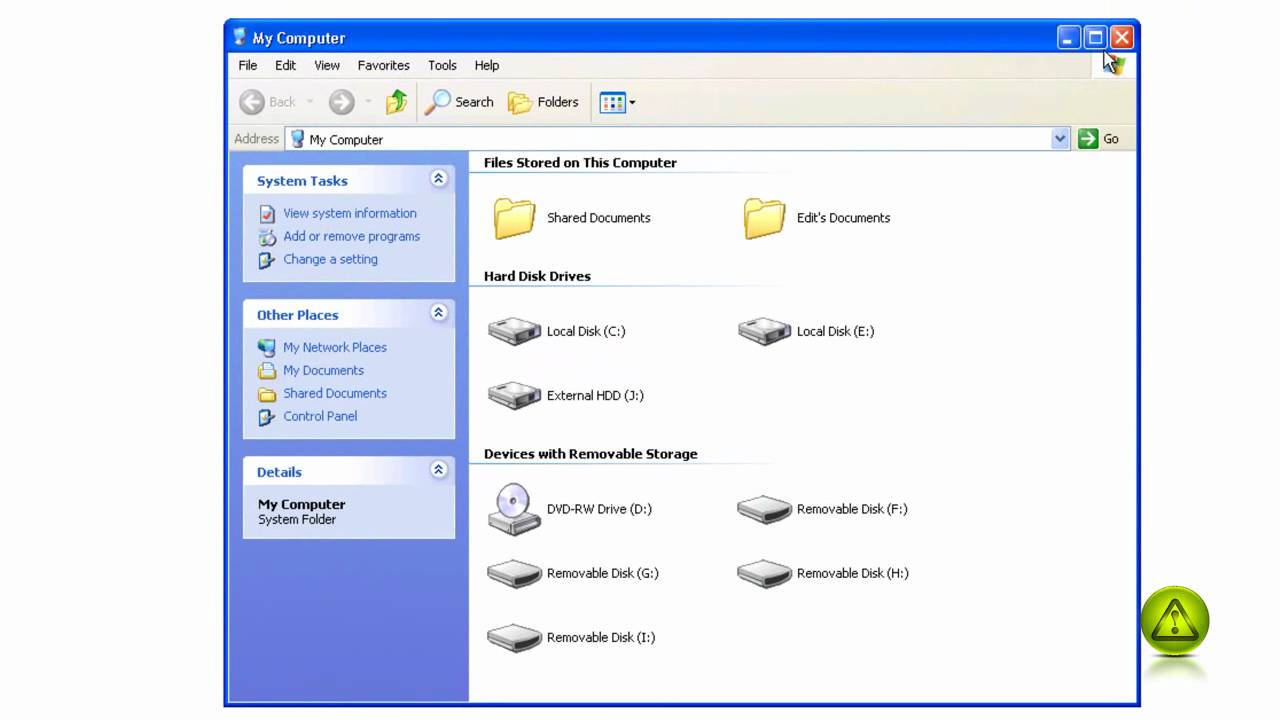 My Computer
File Edit View Favorites Tools Help
Back Search Folders
Address My Computer Go
System Tasks
View system information
Add or remove programs
Change a setting
Other Places
My Network Places
My Documents
Shared Documents
Control Panel
Details
My Computer
System Folder
Files Stored on This Computer
Shared Documents Edit's Documents
Hard Disk Drives
Local Disk (C:) Local Disk (E:)
External HDD (J:)
Devices with Removable Storage
DVD-RW Drive (D:) Removable Disk (F:)
Removable Disk (G:) Removable Disk (H:)
Removable Disk (I:)